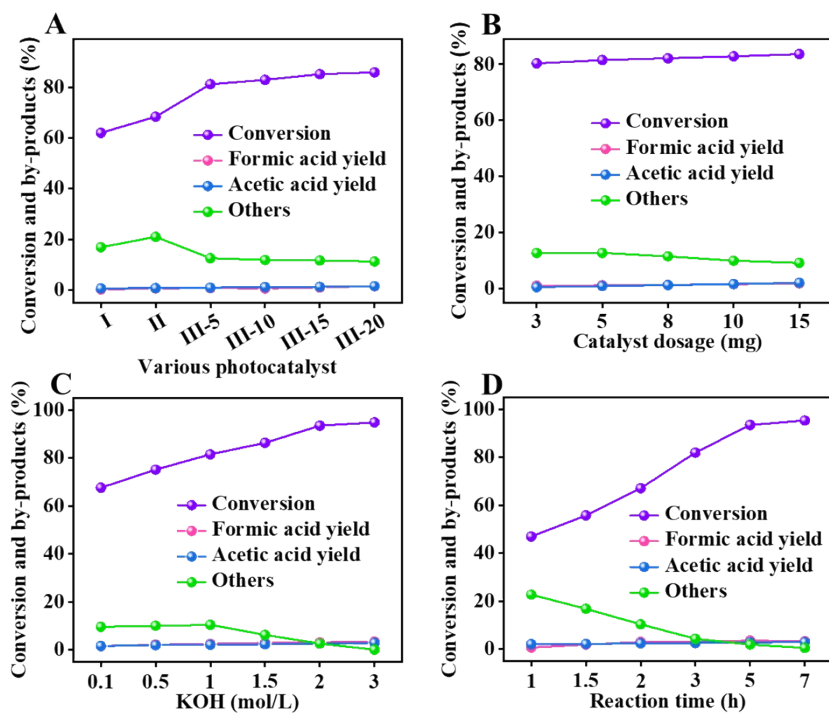 A
Conversion and by-products (%)
80
60
40
20
0
Conversion
Formic acid yield
Acetic acid yield
Others
I
II
III-5
III-10
III-15
III-20
Various photocatalyst
B
Conversion and by-products (%)
80
60
40
20
0
Conversion
Formic acid yield
Acetic acid yield
Others
3
5
8
10
15
Catalyst dosage (mg)
C
Conversion and by-products (%)
100
80
60
40
20
0
Conversion
Formic acid yield
Acetic acid yield
Others
0.1
0.5
1
1.5
2
3
KOH (mol/L)
D
Conversion and by-products (%)
100
80
60
40
20
0
Conversion
Formic acid yield
Acetic acid yield
Others
1
1.5
2
3
5
7
Reaction time (h)